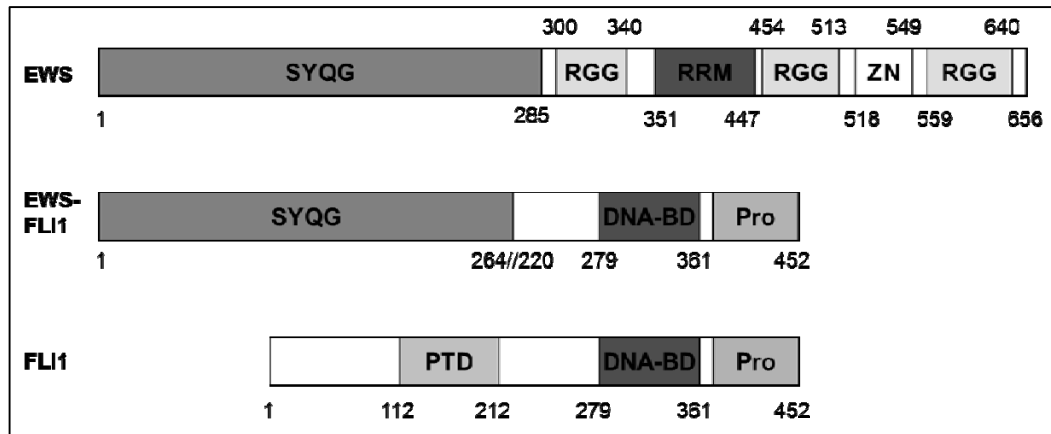 300 340 454 513 549 640
EWS SYQG RGG RRM RGG ZN RGG
1 285 351 447 518 559 656
EWS-
FLI1 SYQG DNA-BD Pro
1 264//220 279 361 452
FLI1 PTD DNA-BD Pro
1 112 212 279 361 452